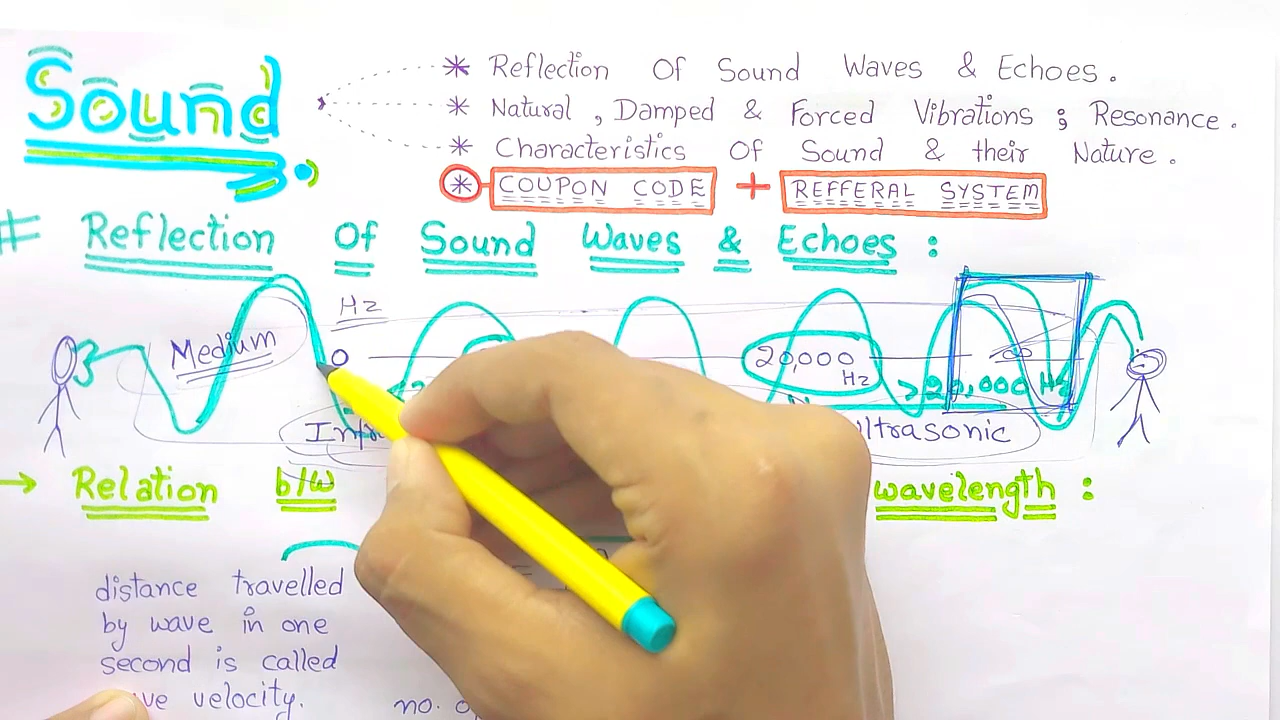 Sound
* Reflection Of Sound Waves & Echoes.
* Natural, Damped & Forced Vibrations ; Resonance.
* Characteristics Of Sound & their Nature.
* COUPON CODE + REFFERAL SYSTEM
# Reflection Of Sound Waves & Echoes :
Hz
Medium
0
20,000
Hz
∞
>20,000 Hz
→ Relation b/w wavelength :
distance travelled
by wave in one
second is called
velocity.
no.